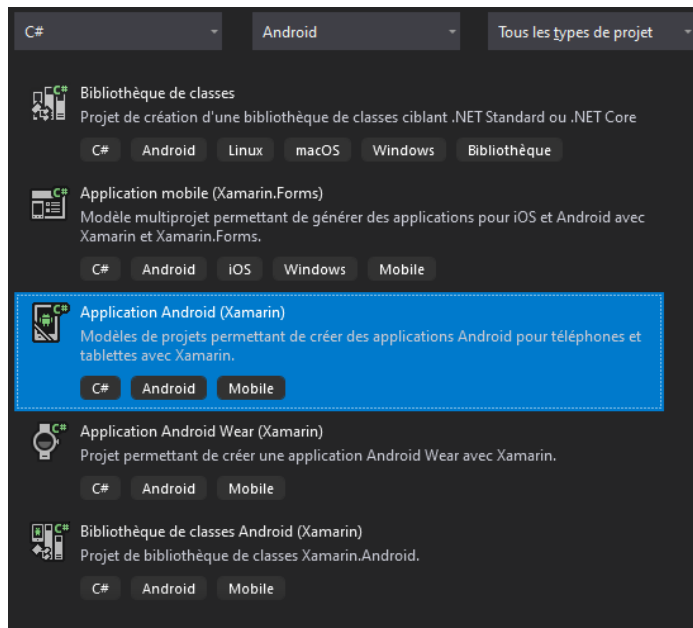 C# Android Tous les types de projet
C#
Bibliothèque de classes
Projet de création d'une bibliothèque de classes ciblant .NET Standard ou .NET Core
C# Android Linux macOS Windows Bibliothèque
C#
Application mobile (Xamarin.Forms)
Modèle multiprojet permettant de générer des applications pour iOS et Android avec
Xamarin et Xamarin.Forms.
C# Android iOS Windows Mobile
C#
Application Android (Xamarin)
Modèles de projets permettant de créer des applications Android pour téléphones et
tablettes avec Xamarin.
C# Android Mobile
C#
Application Android Wear (Xamarin)
Projet permettant de créer une application Android Wear avec Xamarin.
C# Android Mobile
C#
Bibliothèque de classes Android (Xamarin)
Projet de bibliothèque de classes Xamarin.Android.
C# Android Mobile